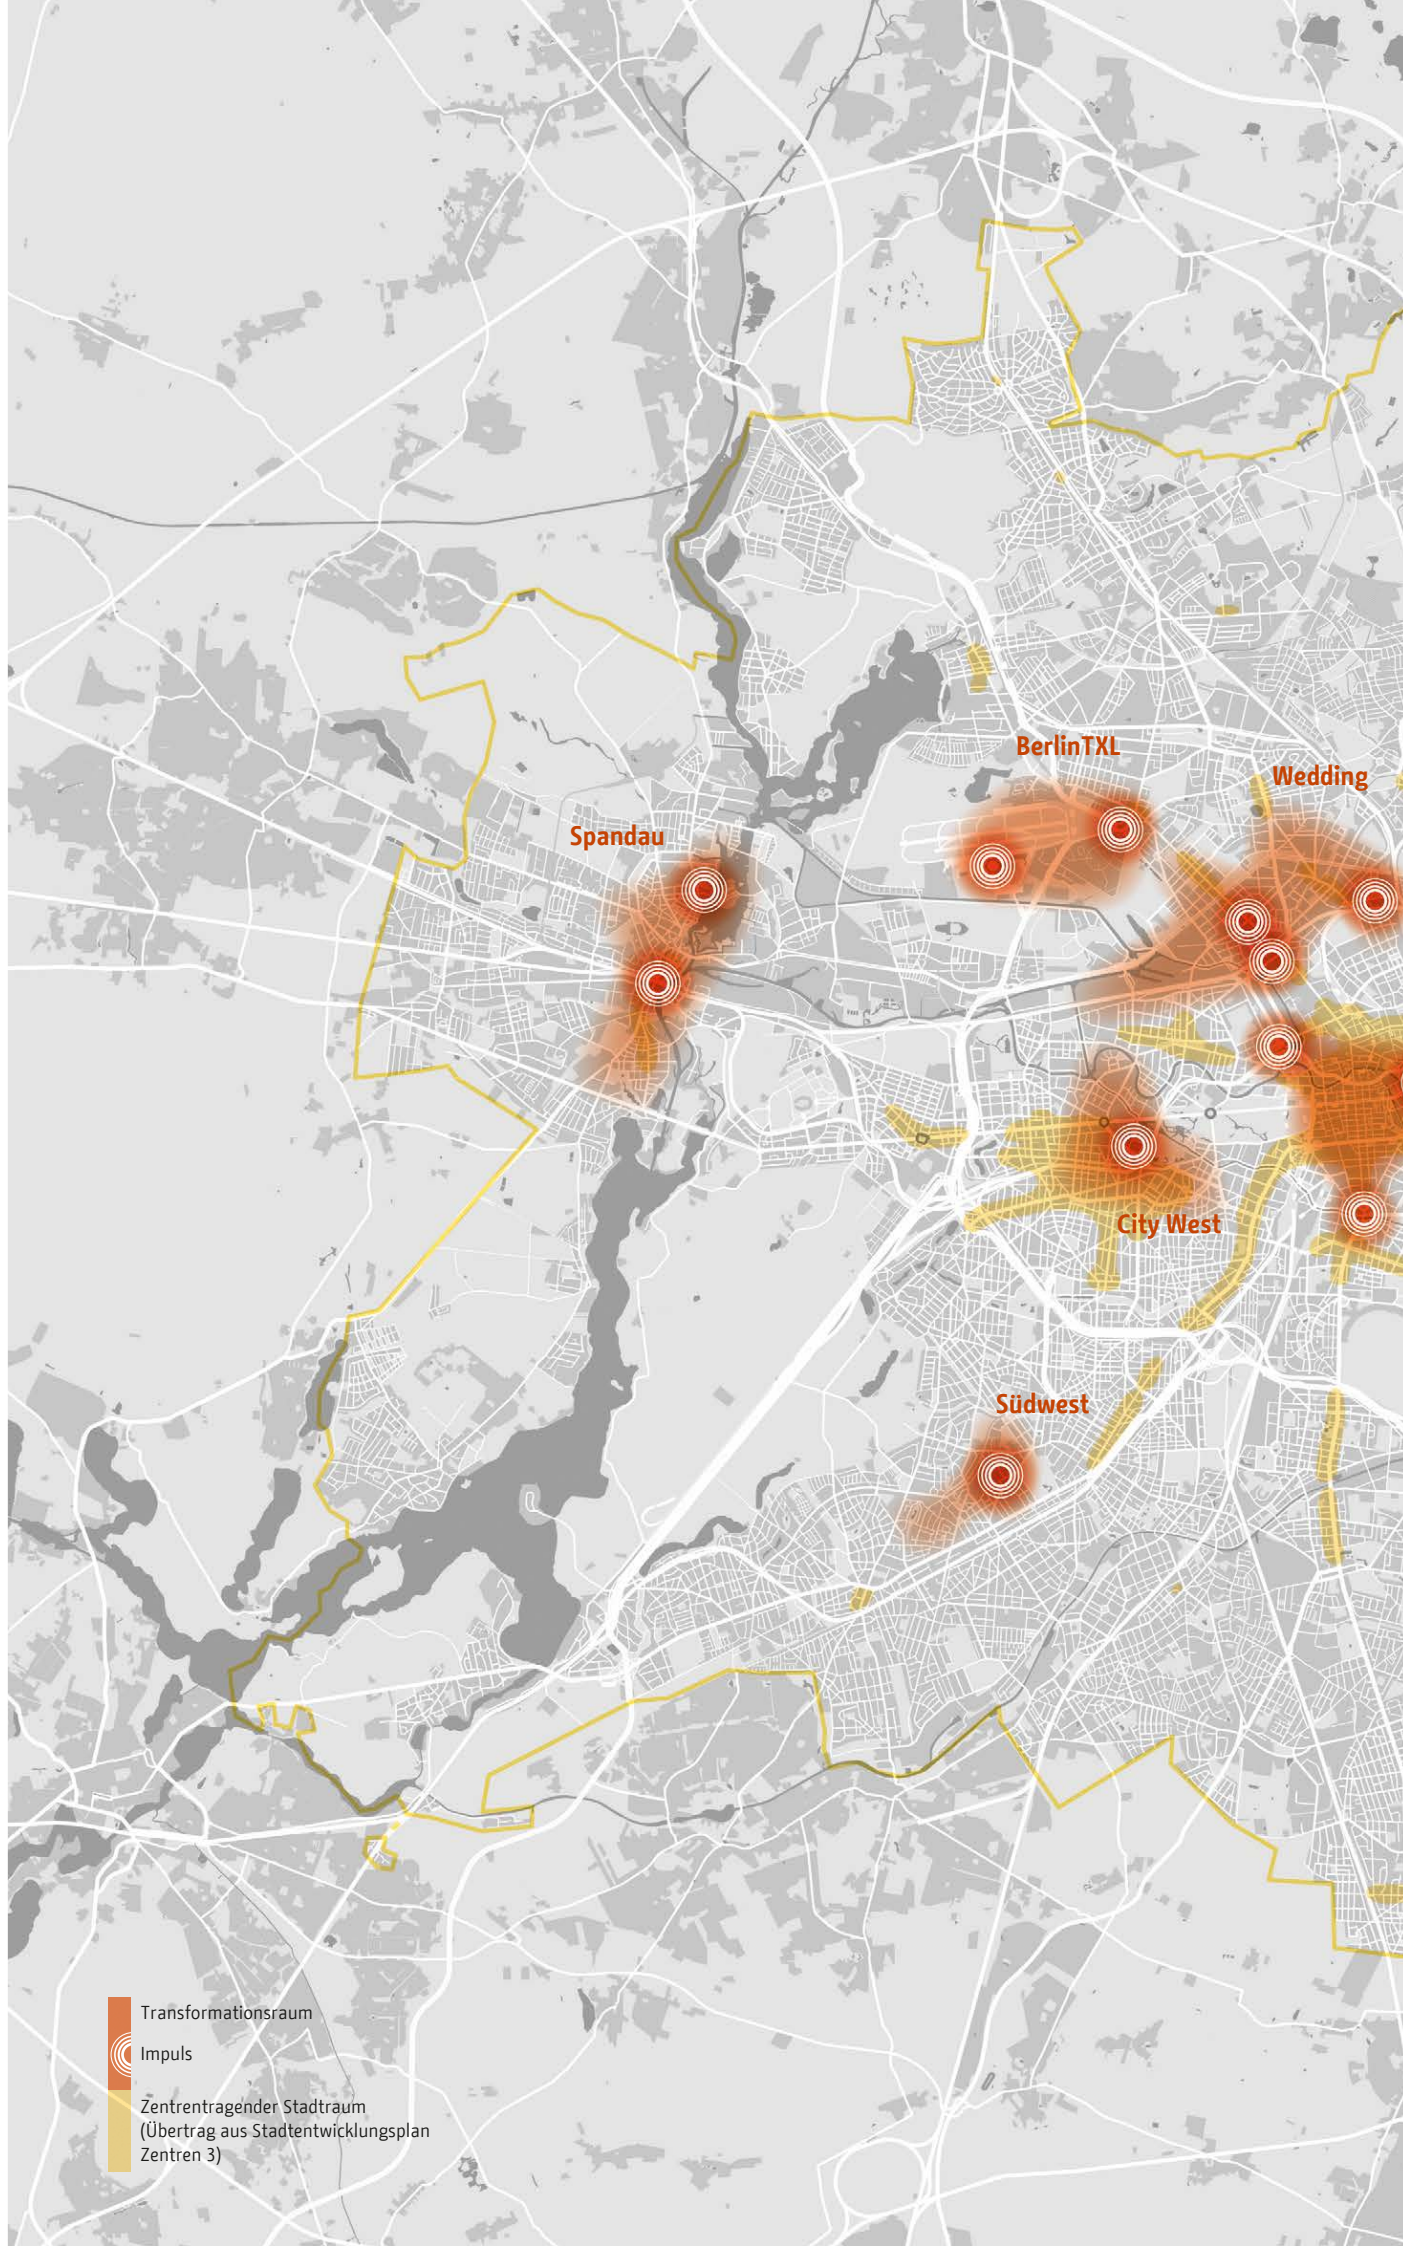 BerlinTXL
Wedding
Spandau
City West
Südwest
Transformationsraum
Impuls
Zentrentragender Stadtraum
(Übertrag aus Stadtentwicklungsplan
Zentren 3)